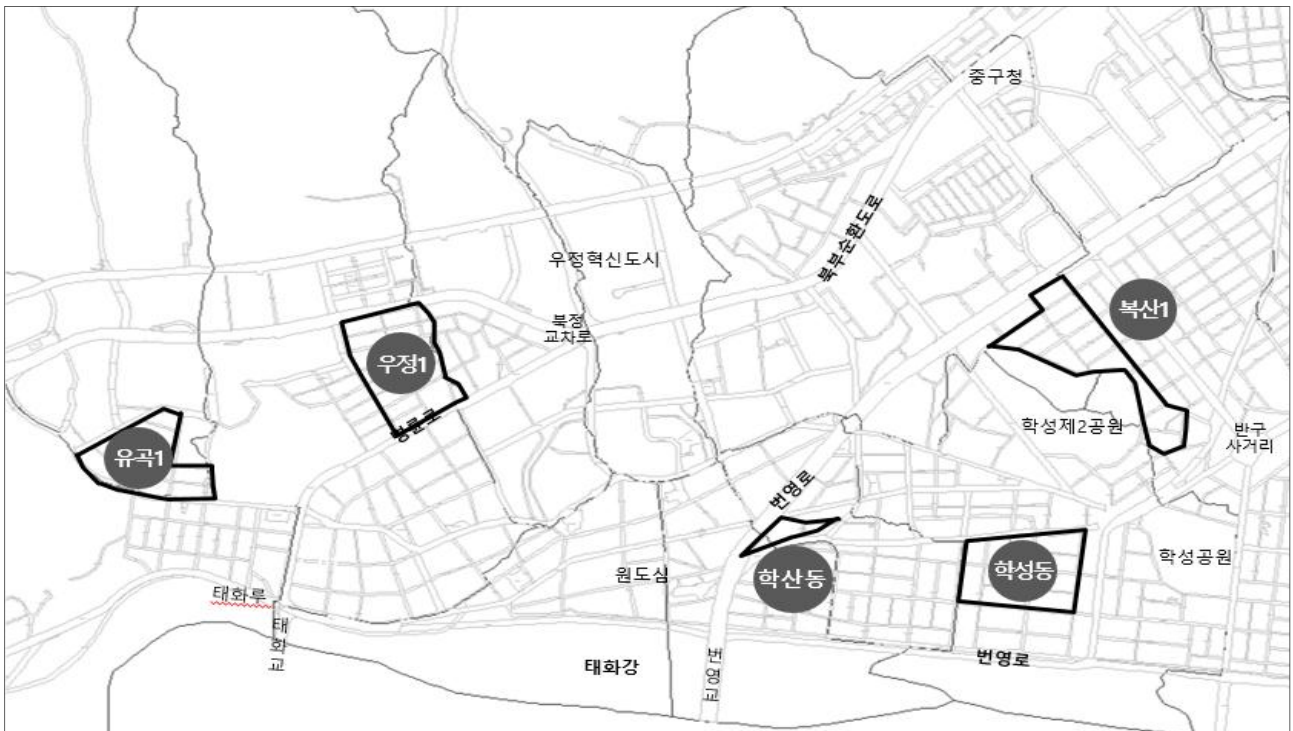 중구청
북부순환도로
우정혁신도시
복산1
북정
교차로
우정1
학성제2공원
반구
사거리
유곡1
번영로
학성공원
학성동
원도심
학산동
태화루
태화교
번영교
번영로
태화강